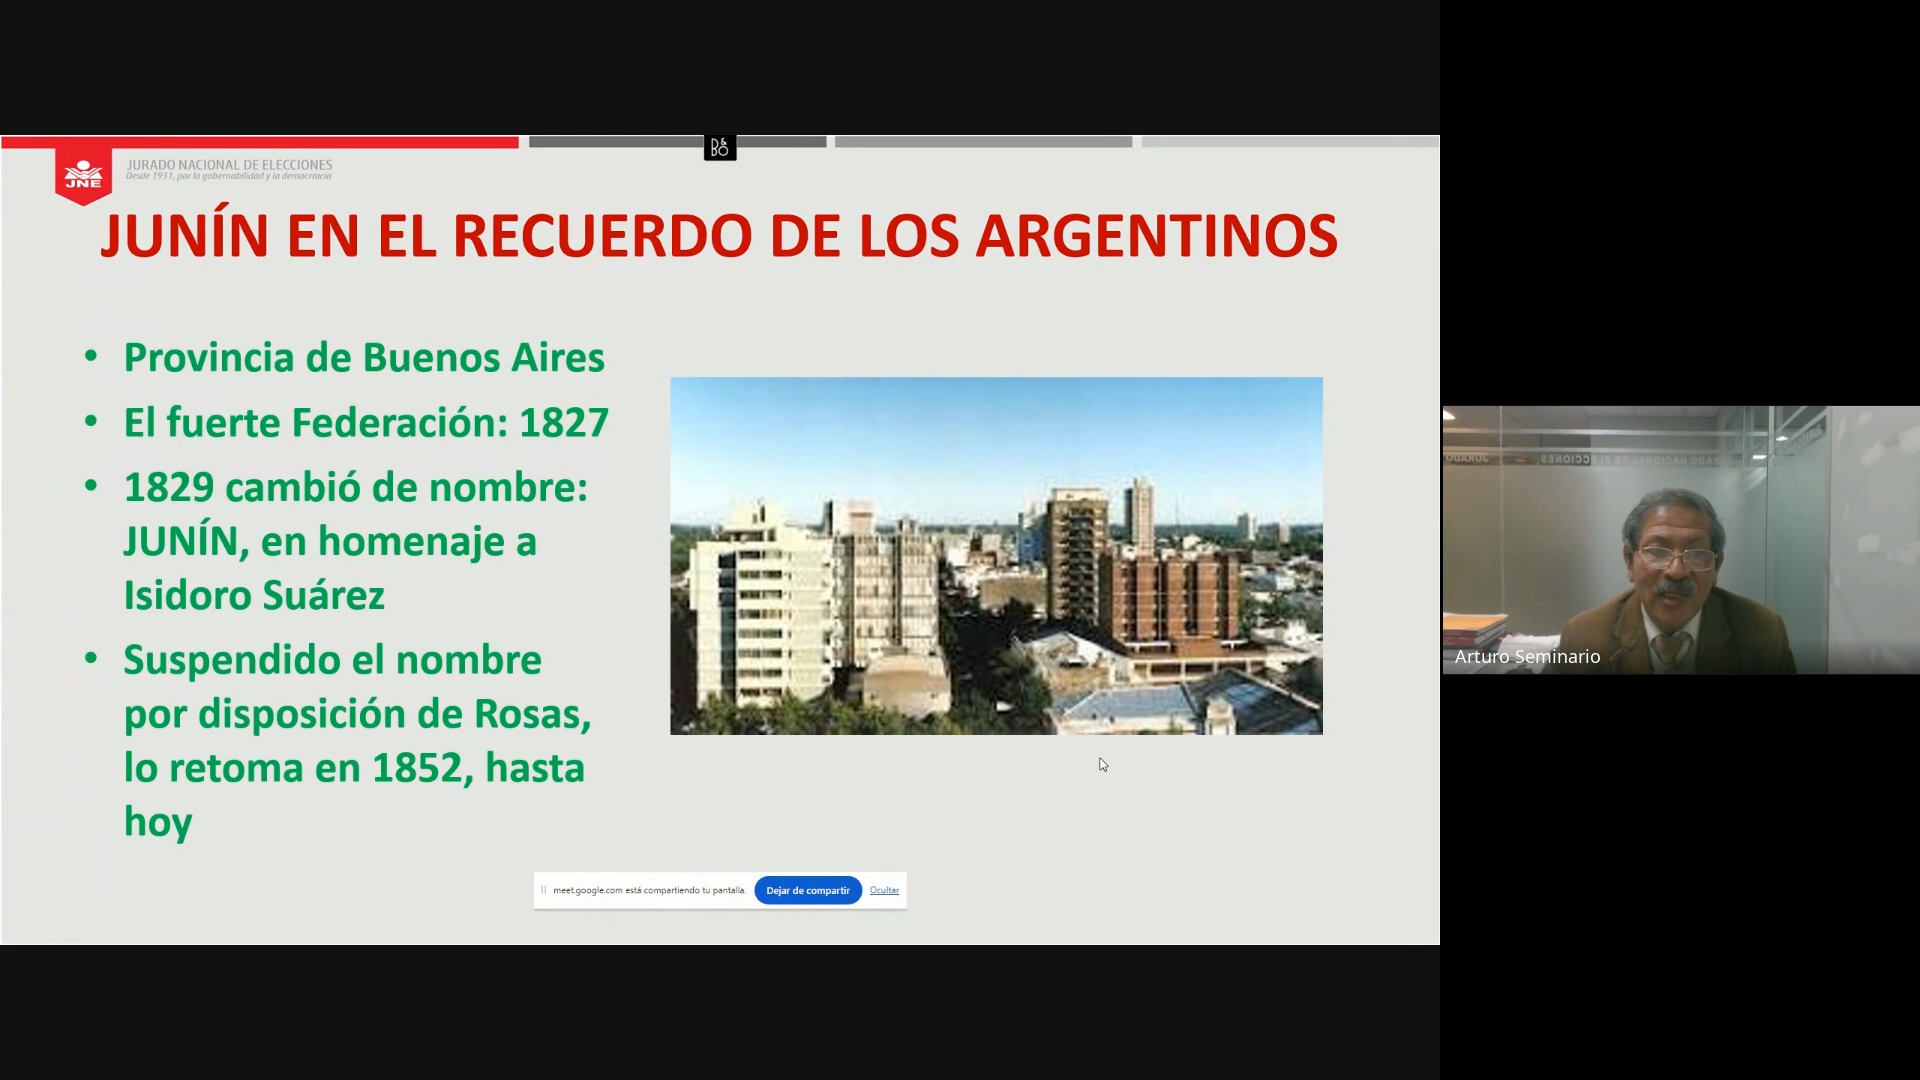 JURADO NACIONAL DE ELECCIONES
Desde 1931, por la gobernabilidad y la democrracia
JNE
JUNÍN EN EL RECUERDO DE LOS ARGENTINOS
• Provincia de Buenos Aires
• El fuerte Federación: 1827
• 1829 cambió de nombre:
JUNÍN, en homenaje a
Isidoro Suárez
• Suspendido el nombre
por disposición de Rosas,
lo retoma en 1852, hasta
hoy
meet.google.com está compartiendo tu pantalla.
Dejar de compartir
Ocultar
Arturo Seminario